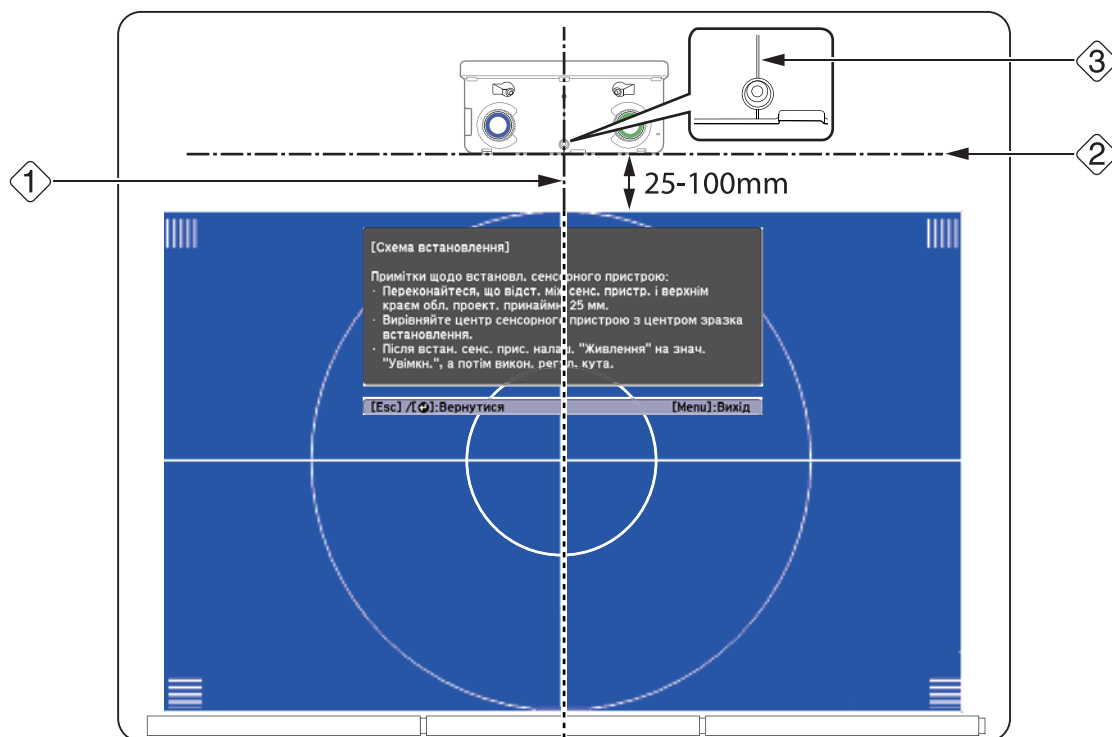 3
2
1
25-100mm
[Схема встановлення]
Примітки щодо встановл. сенсорного пристрою:
· Переконайтеся, що відст. між сенс. пристр. і верхнім
краєм обл. проект. принаймні 25 мм.
· Вирівняйте центр сенсорного пристрою з центром зразка
встановлення.
· Після встан. сенс. прис. налаш. "Живлення" на знач.
"Увімкн.", а потім викон. регул. кута.
[Esc] /[ ]:Вернутися [Menu]:Вихід